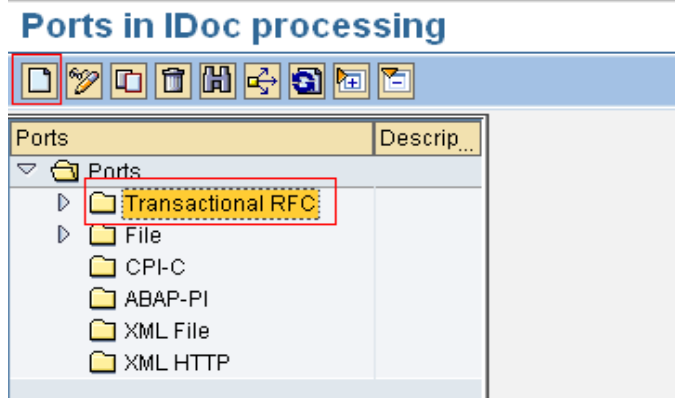 Ports in IDoc processing
Ports Descrip...
Ports
Transactional RFC
File
CPI-C
ABAP-PI
XML File
XML HTTP